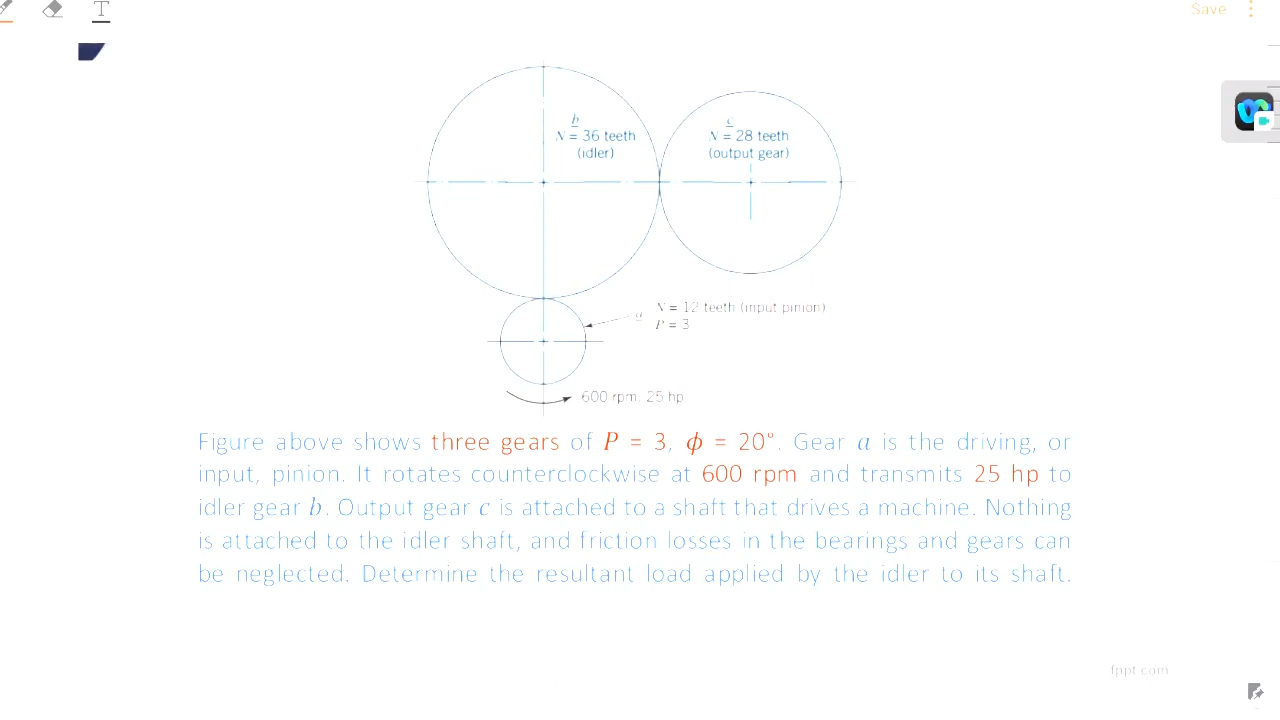 T
Save
b
N = 36 teeth
(idler)
c
N = 28 teeth
(output gear)
a
N = 12 teeth (input pinion)
P = 3
600 rpm; 25 hp
Figure above shows three gears of P = 3, ϕ = 20°. Gear a is the driving, or
input, pinion. It rotates counterclockwise at 600 rpm and transmits 25 hp to
idler gear b. Output gear c is attached to a shaft that drives a machine. Nothing
is attached to the idler shaft, and friction losses in the bearings and gears can
be neglected. Determine the resultant load applied by the idler to its shaft.
fppt.com